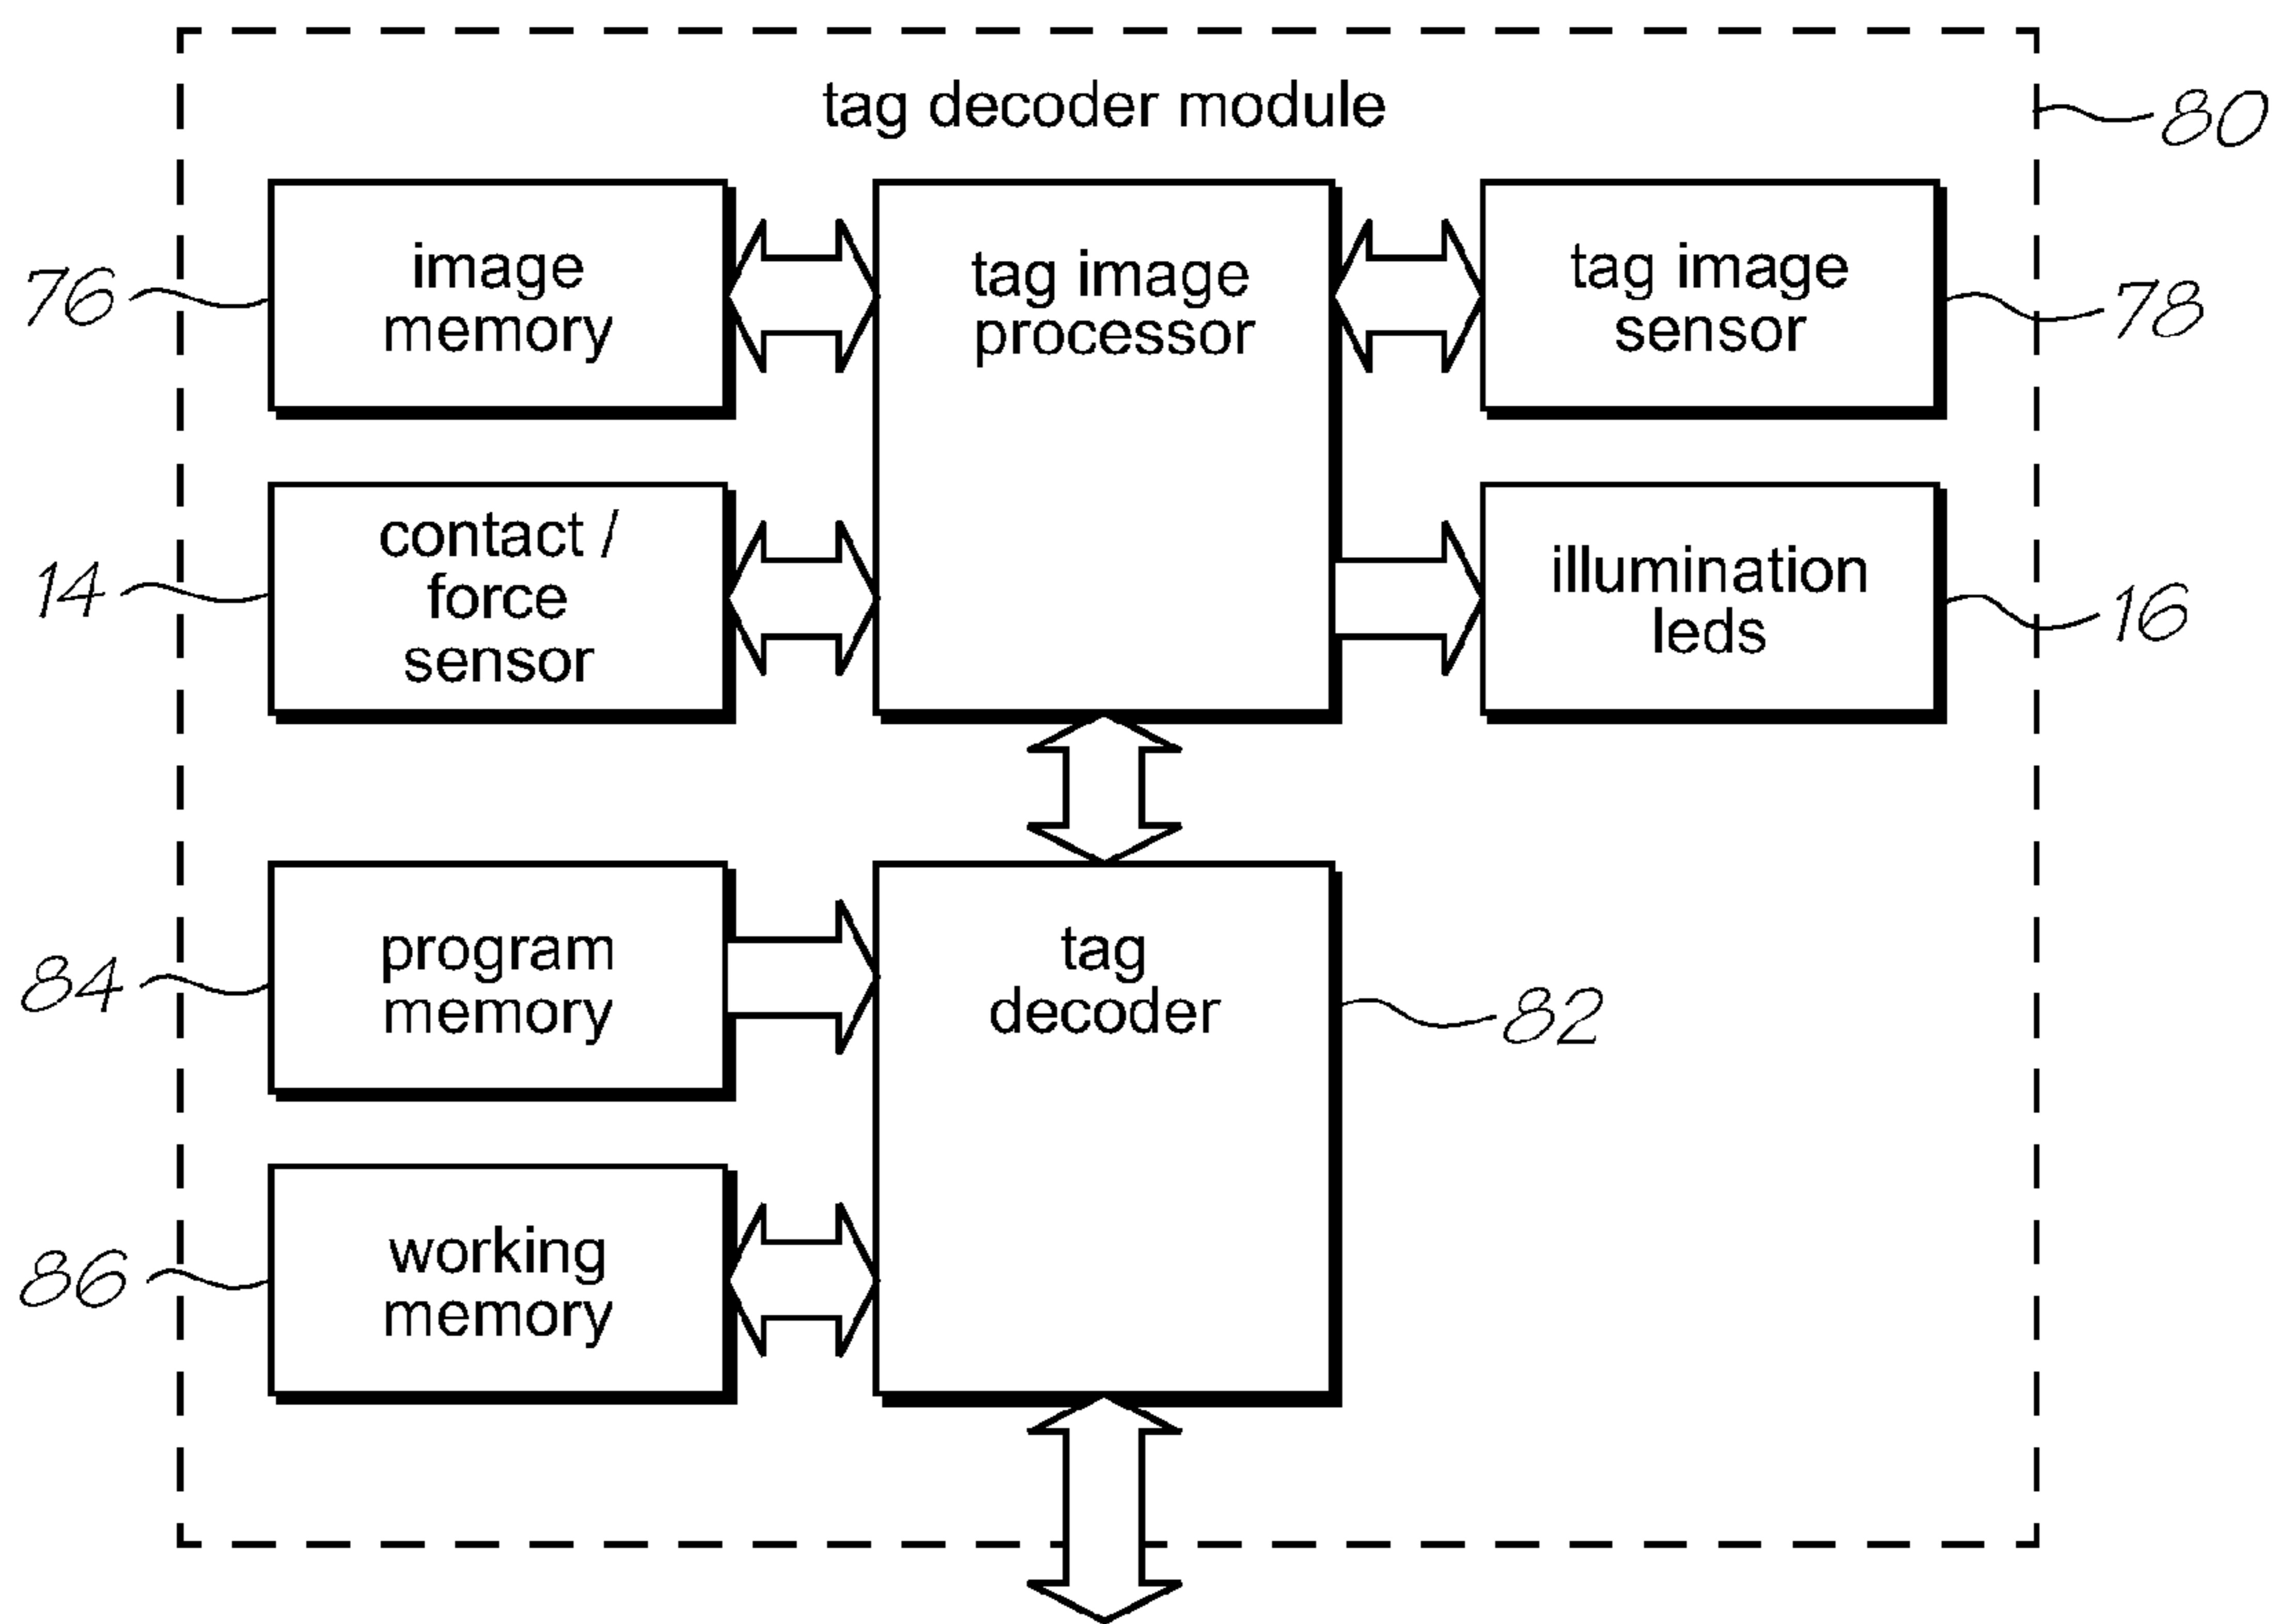 tag decoder module
80
76
image
memory
tag image
processor
tag image
sensor
78
14
contact /
force
sensor
illumination
leds
16
84
program
memory
tag
decoder
82
86
working
memory